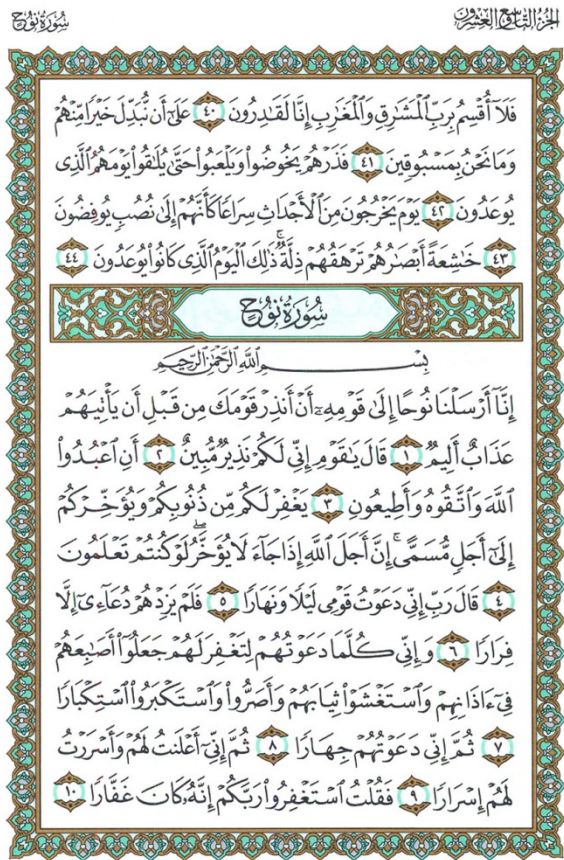 الجزء التاسع والعشرون
سورة نوح
فَلَآ أُقْسِمُ بِرَبِّ ٱلْمَشَٰرِقِ وَٱلْمَغَٰرِبِ إِنَّا لَقَٰدِرُونَ ٤٠ عَلَىٰٓ أَن نُّبَدِّلَ خَيْرًا مِّنْهُمْ
وَمَا نَحْنُ بِمَسْبُوقِينَ ٤١ فَذَرْهُمْ يَخُوضُوا۟ وَيَلْعَبُوا۟ حَتَّىٰ يُلَٰقُوا۟ يَوْمَهُمُ ٱلَّذِى
يُوعَدُونَ ٤٢ يَوْمَ يَخْرُجُونَ مِنَ ٱلْأَجْدَاثِ سِرَاعًا كَأَنَّهُمْ إِلَىٰ نُصُبٍ يُوفِضُونَ
٤٣ خَٰشِعَةً أَبْصَٰرُهُمْ تَرْهَقُهُمْ ذِلَّةٌ ۚ ذَٰلِكَ ٱلْيَوْمُ ٱلَّذِى كَانُوا۟ يُوعَدُونَ ٤٤
سُورَةُ نُوحٍ
بِسْمِ ٱللَّهِ ٱلرَّحْمَٰنِ ٱلرَّحِيمِ
إِنَّآ أَرْسَلْنَا نُوحًا إِلَىٰ قَوْمِهِۦٓ أَنْ أَنذِرْ قَوْمَكَ مِن قَبْلِ أَن يَأْتِيَهُمْ
عَذَابٌ أَلِيمٌ ١ قَالَ يَٰقَوْمِ إِنِّى لَكُمْ نَذِيرٌ مُّبِينٌ ٢ أَنِ ٱعْبُدُوا۟
ٱللَّهَ وَٱتَّقُوهُ وَأَطِيعُونِ ٣ يَغْفِرْ لَكُم مِّن ذُنُوبِكُمْ وَيُؤَخِّرْكُمْ
إِلَىٰٓ أَجَلٍ مُّسَمًّى ۚ إِنَّ أَجَلَ ٱللَّهِ إِذَا جَآءَ لَا يُؤَخَّرُ ۖ لَوْ كُنتُمْ تَعْلَمُونَ
٤ قَالَ رَبِّ إِنِّى دَعَوْتُ قَوْمِى لَيْلًا وَنَهَارًا ٥ فَلَمْ يَزِدْهُمْ دُعَآءِىٓ إِلَّا
فِرَارًا ٦ وَإِنِّى كُلَّمَا دَعَوْتُهُمْ لِتَغْفِرَ لَهُمْ جَعَلُوٓا۟ أَصَٰبِعَهُمْ
فِىٓ ءَاذَانِهِمْ وَٱسْتَغْشَوْا۟ ثِيَابَهُمْ وَأَصَرُّوا۟ وَٱسْتَكْبَرُوا۟ ٱسْتِكْبَارًا
٧ ثُمَّ إِنِّى دَعَوْتُهُمْ جِهَارًا ٨ ثُمَّ إِنِّىٓ أَعْلَنتُ لَهُمْ وَأَسْرَرْتُ
لَهُمْ إِسْرَارًا ٩ فَقُلْتُ ٱسْتَغْفِرُوا۟ رَبَّكُمْ إِنَّهُۥ كَانَ غَفَّارًا ١٠